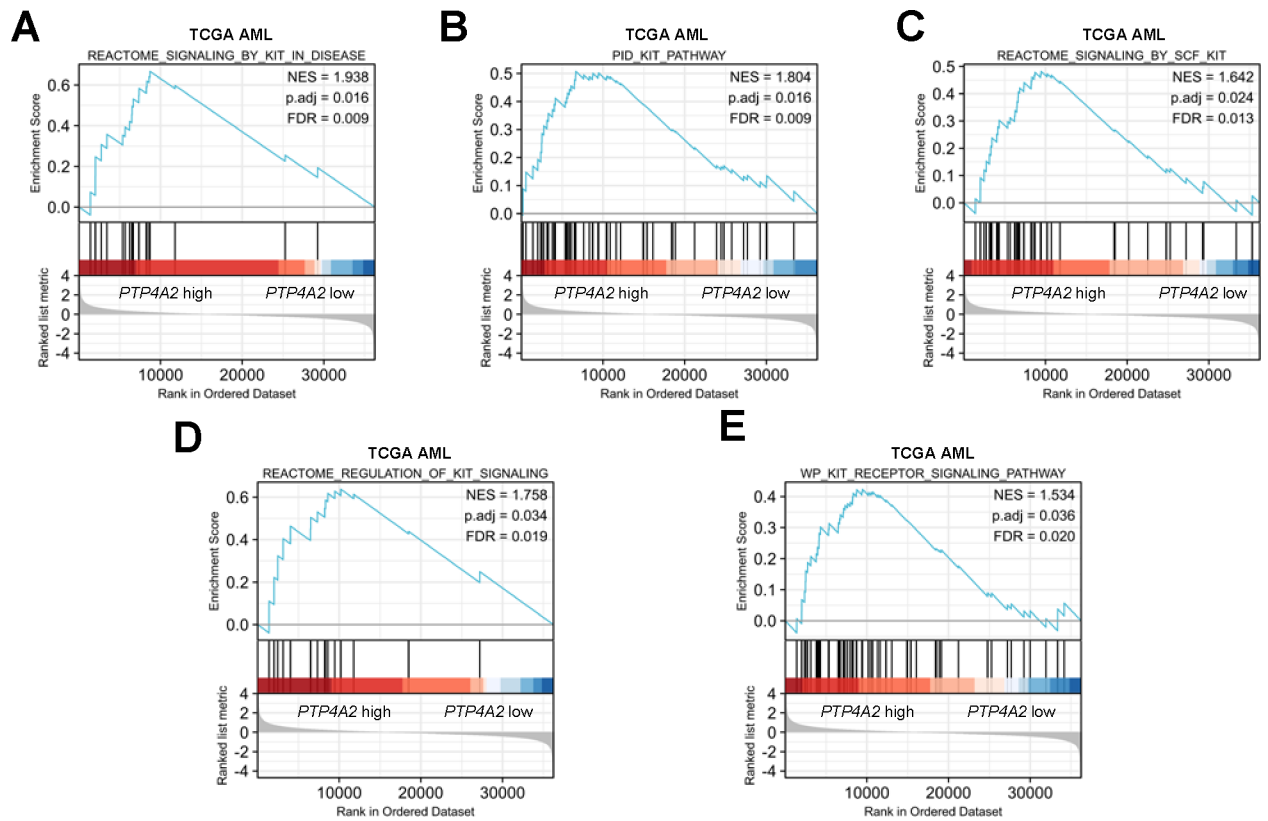 A
TCGA AML
REACTOME_SIGNALING_BY_KIT_IN_DISEASE
NES = 1.938
p.adj = 0.016
FDR = 0.009
Enrichment Score
0.6
0.4
0.2
0.0
Ranked list metric
4
2
0
-2
-4
PTP4A2 high
PTP4A2 low
10000 20000 30000
Rank in Ordered Dataset
B
TCGA AML
PID_KIT_PATHWAY
NES = 1.804
p.adj = 0.016
FDR = 0.009
Enrichment Score
0.5
0.4
0.3
0.2
0.1
0.0
Ranked list metric
4
2
0
-2
-4
PTP4A2 high
PTP4A2 low
10000 20000 30000
Rank in Ordered Dataset
C
TCGA AML
REACTOME_SIGNALING_BY_SCF_KIT
NES = 1.642
p.adj = 0.024
FDR = 0.013
Enrichment Score
0.5
0.4
0.3
0.2
0.1
0.0
Ranked list metric
4
2
0
-2
-4
PTP4A2 high
PTP4A2 low
10000 20000 30000
Rank in Ordered Dataset
D
TCGA AML
REACTOME_REGULATION_OF_KIT_SIGNALING
NES = 1.758
p.adj = 0.034
FDR = 0.019
Enrichment Score
0.6
0.4
0.2
0.0
Ranked list metric
4
2
0
-2
-4
PTP4A2 high
PTP4A2 low
10000 20000 30000
Rank in Ordered Dataset
E
TCGA AML
WP_KIT_RECEPTOR_SIGNALING_PATHWAY
NES = 1.534
p.adj = 0.036
FDR = 0.020
Enrichment Score
0.4
0.3
0.2
0.1
0.0
Ranked list metric
4
2
0
-2
-4
PTP4A2 high
PTP4A2 low
10000 20000 30000
Rank in Ordered Dataset